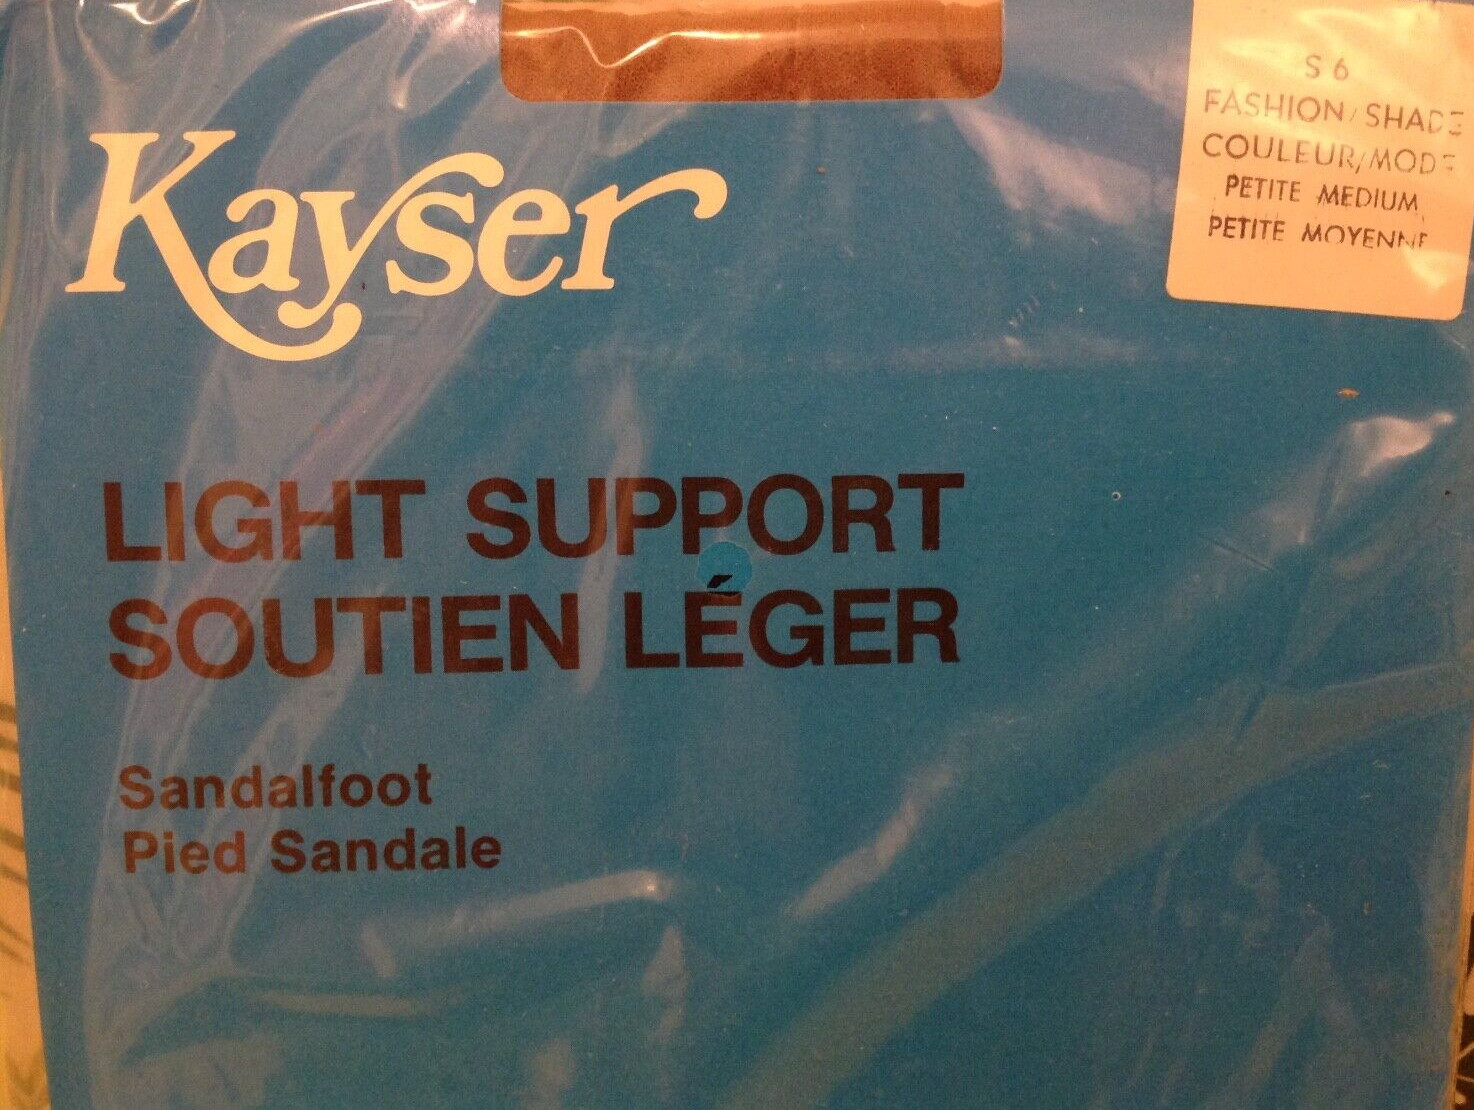 Kayser
S 6
FASHION/SHADE
COULEUR/MODE
PETITE MEDIUM
PETITE MOYENNE
LIGHT SUPPORT
SOUTIEN LÉGER
Sandalfoot
Pied Sandale